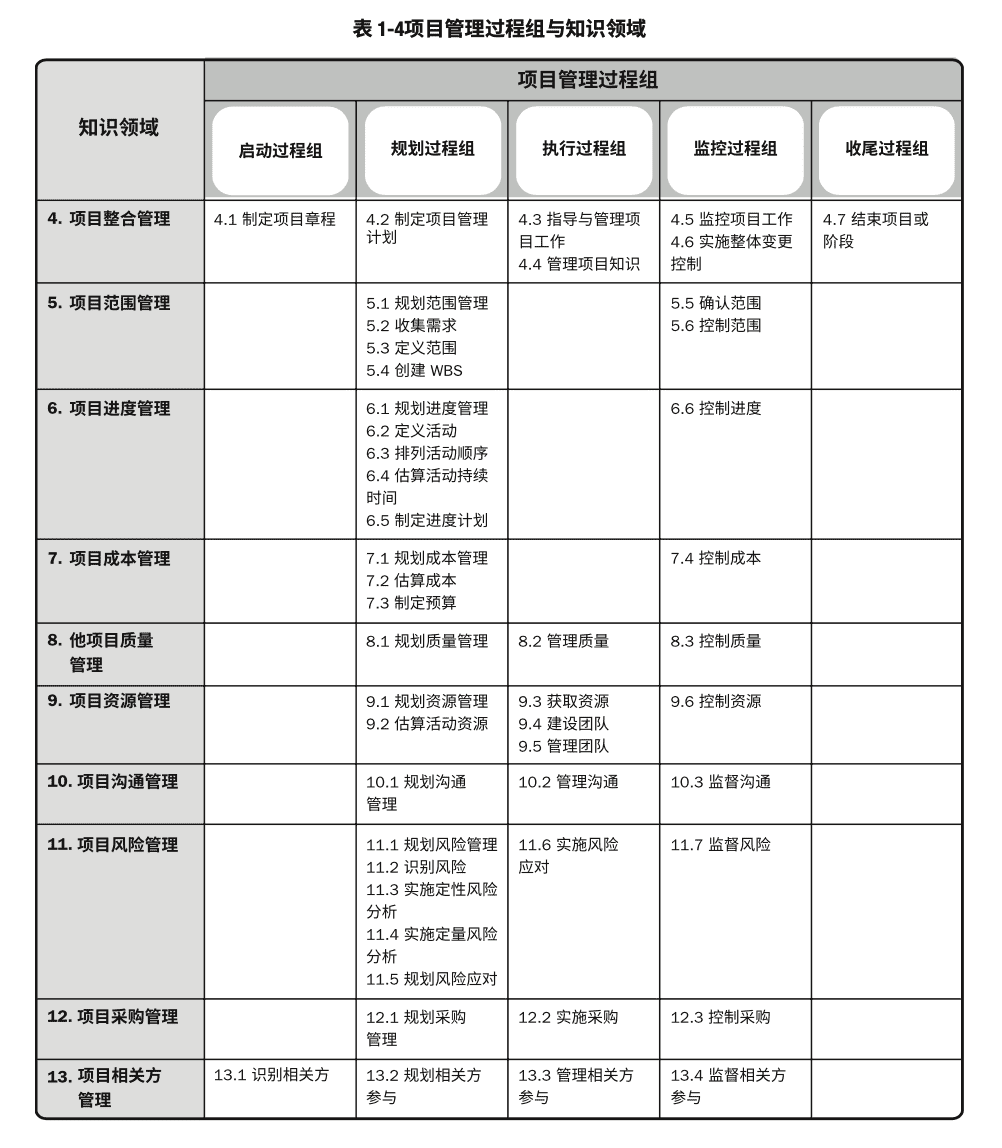 表 1-4项目管理过程组与知识领域
知识领域
项目管理过程组
启动过程组
规划过程组
执行过程组
监控过程组
收尾过程组
4. 项目整合管理
4.1 制定项目章程
4.2 制定项目管理
计划
4.3 指导与管理项
目工作
4.4 管理项目知识
4.5 监控项目工作
4.6 实施整体变更
控制
4.7 结束项目或
阶段
5. 项目范围管理
5.1 规划范围管理
5.2 收集需求
5.3 定义范围
5.4 创建 WBS
5.5 确认范围
5.6 控制范围
6. 项目进度管理
6.1 规划进度管理
6.2 定义活动
6.3 排列活动顺序
6.4 估算活动持续
时间
6.5 制定进度计划
6.6 控制进度
7. 项目成本管理
7.1 规划成本管理
7.2 估算成本
7.3 制定预算
7.4 控制成本
8. 他项目质量
管理
8.1 规划质量管理
8.2 管理质量
8.3 控制质量
9. 项目资源管理
9.1 规划资源管理
9.2 估算活动资源
9.3 获取资源
9.4 建设团队
9.5 管理团队
9.6 控制资源
10. 项目沟通管理
10.1 规划沟通
管理
10.2 管理沟通
10.3 监督沟通
11. 项目风险管理
11.1 规划风险管理
11.2 识别风险
11.3 实施定性风险
分析
11.4 实施定量风险
分析
11.5 规划风险应对
11.6 实施风险
应对
11.7 监督风险
12. 项目采购管理
12.1 规划采购
管理
12.2 实施采购
12.3 控制采购
13. 项目相关方
管理
13.1 识别相关方
13.2 规划相关方
参与
13.3 管理相关方
参与
13.4 监督相关方
参与